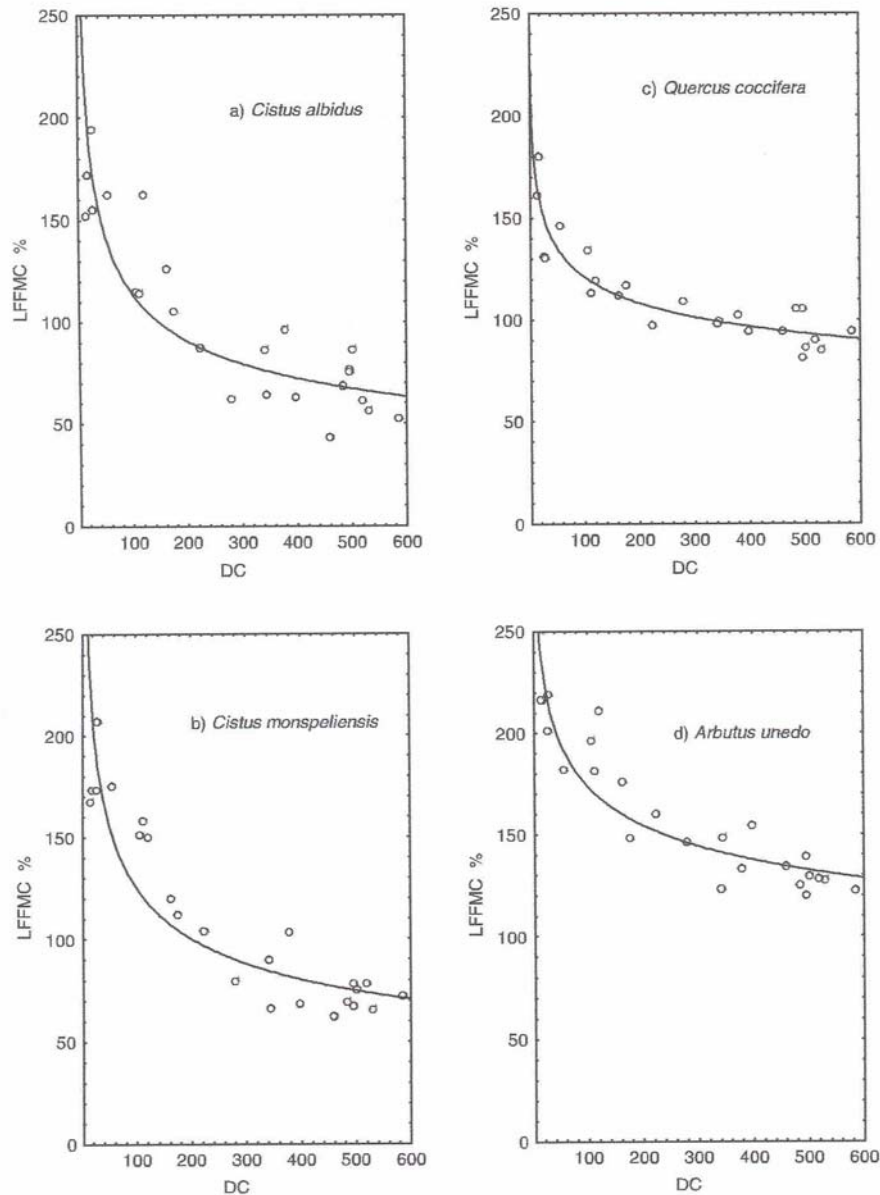 250
200
150
100
50
0
LFFMC %
a) Cistus albidus
100 200 300 400 500 600
DC
250
200
150
100
50
0
LFFMC %
c) Quercus coccifera
100 200 300 400 500 600
DC
250
200
150
100
50
0
LFFMC %
b) Cistus monspeliensis
100 200 300 400 500 600
DC
250
200
150
100
50
0
LFFMC %
d) Arbutus unedo
100 200 300 400 500 600
DC